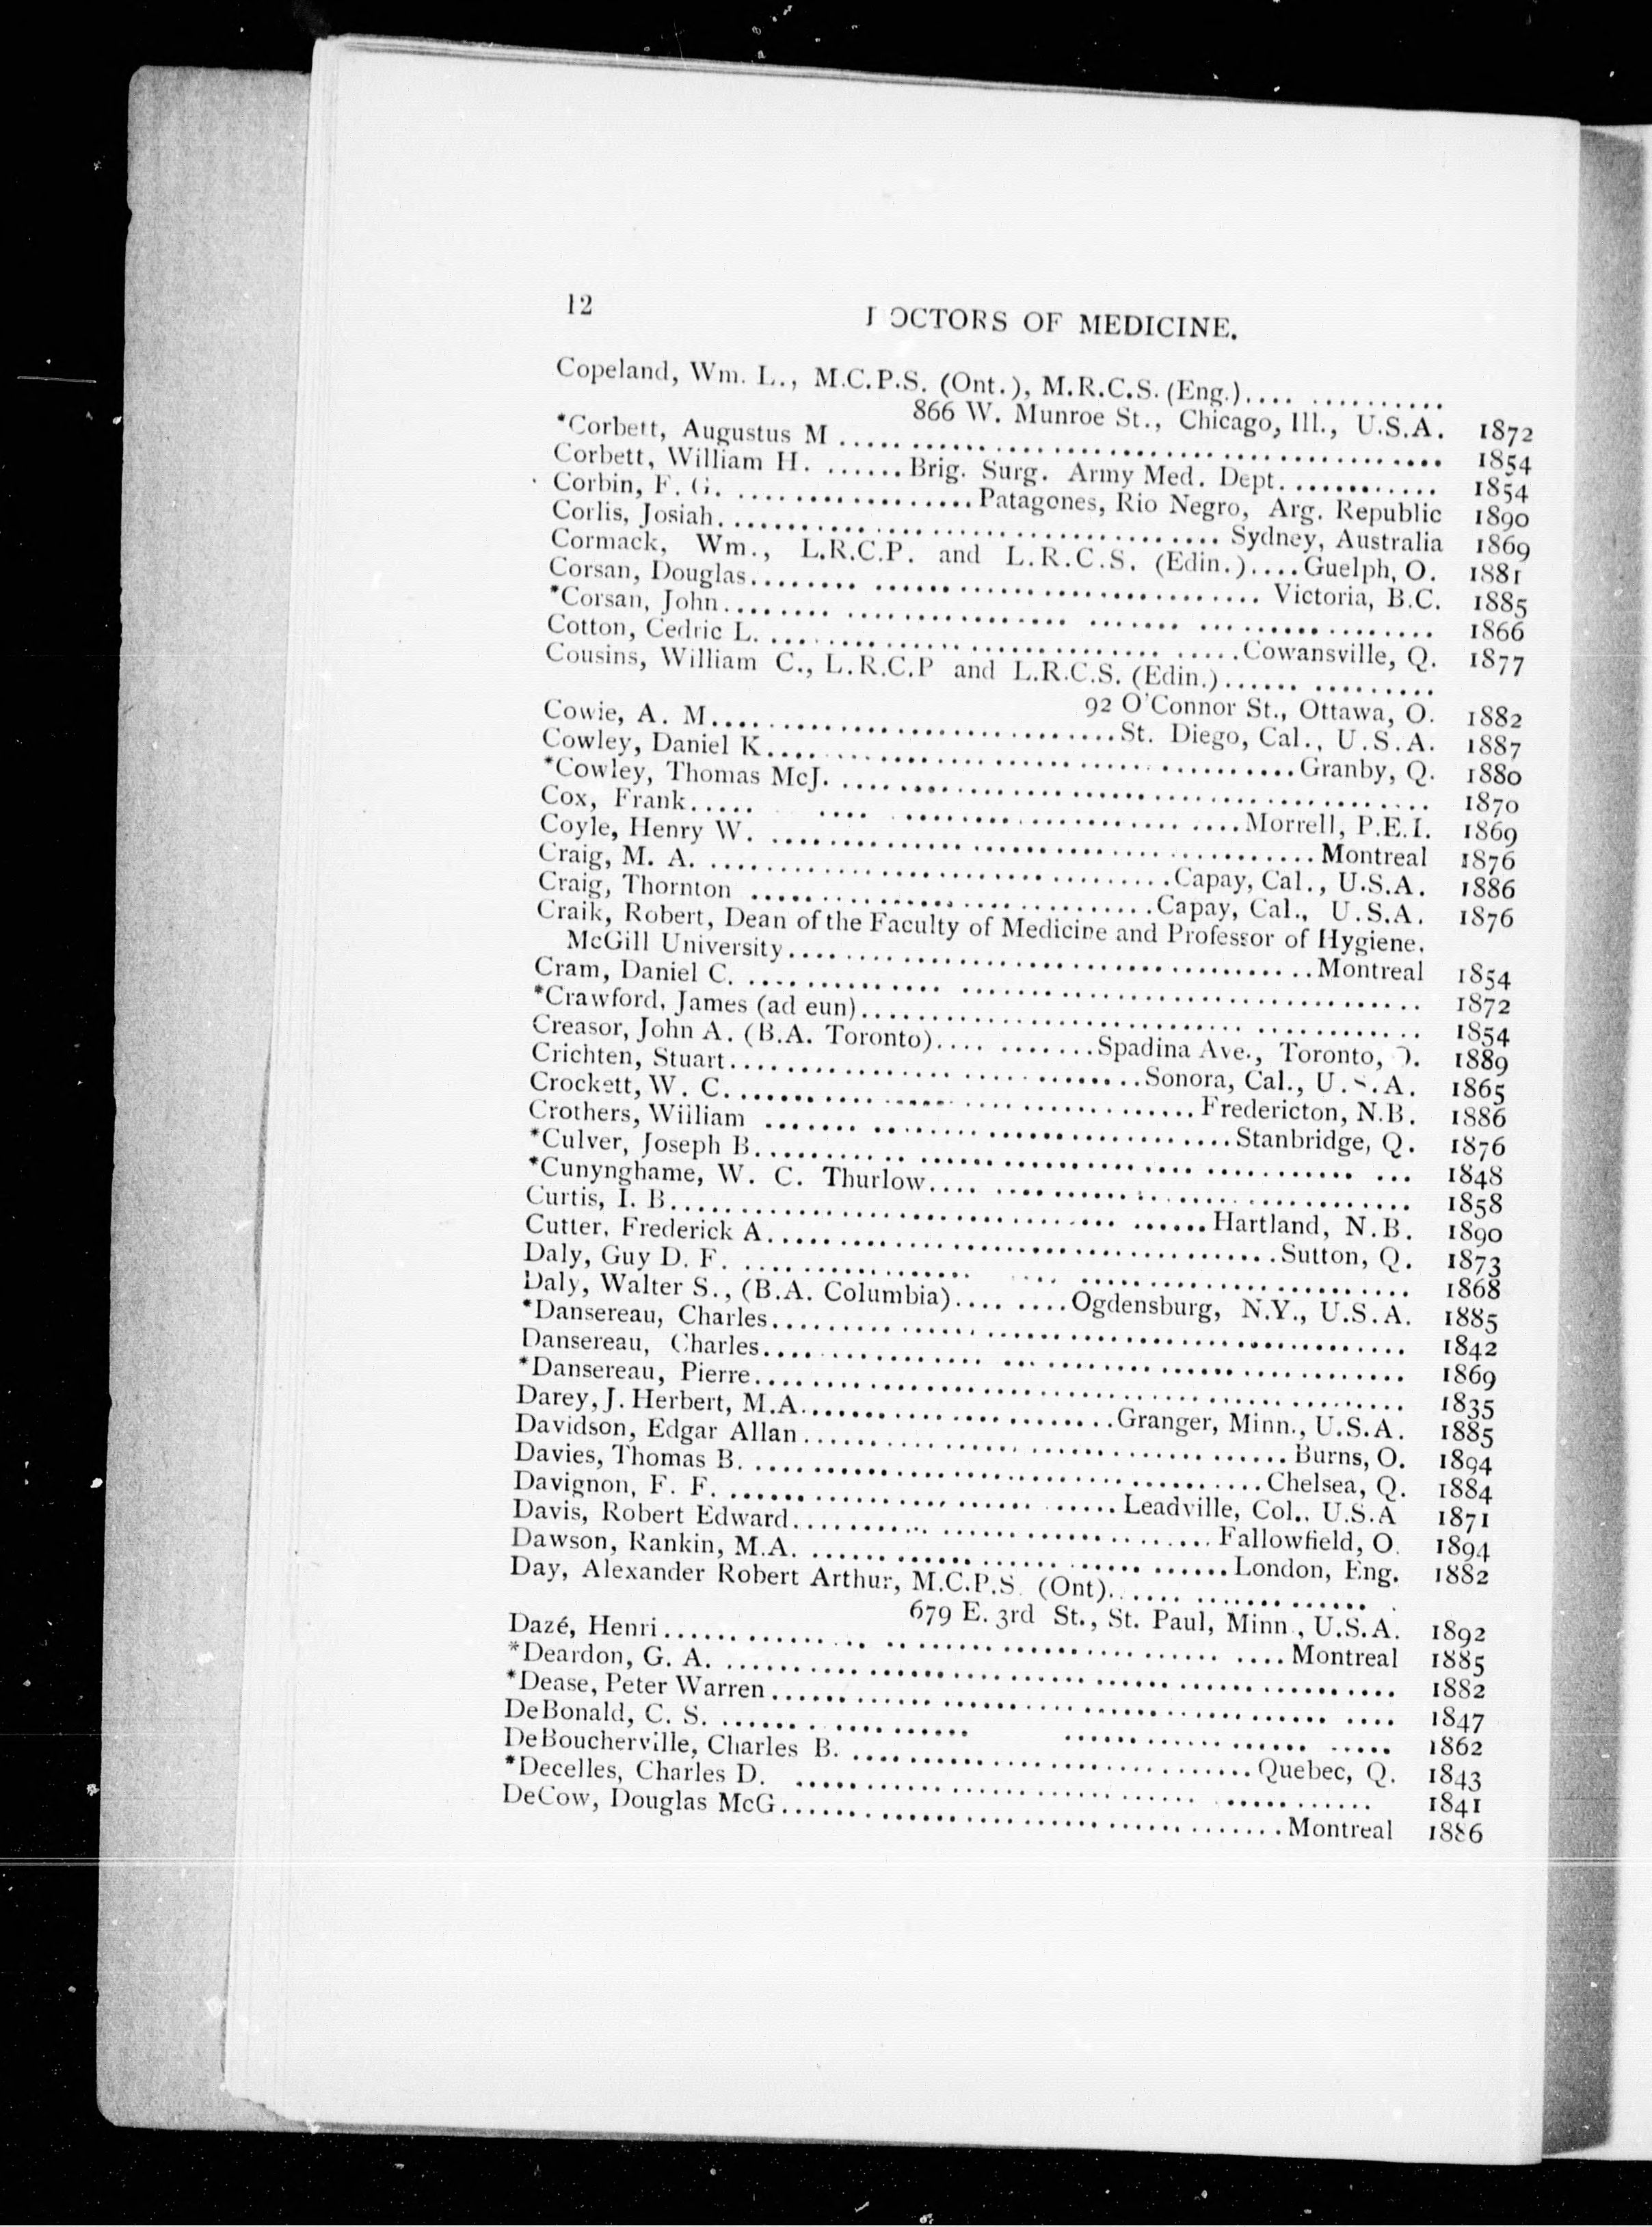 12
DOCTORS OF MEDICINE.
Copeland, Wm. L., M.C.P.S. (Ont.), M.R.C.S. (Eng.).... ..........
866 W. Munroe St., Chicago, Ill., U.S.A. 1872
*Corbett, Augustus M .......... 1854
Corbett, William H. ......Brig. Surg. Army Med. Dept. .......... 1854
Corbin, F. G. ..........Patagones, Rio Negro, Arg. Republic 1890
Corlis, Josiah..........Sydney, Australia 1869
Cormack, Wm., L.R.C.P. and L.R.C.S. (Edin.)....Guelph, O. 1881
Corsan, Douglas..........Victoria, B.C. 1885
*Corsan, John.......... 1866
Cotton, Cedric L. ..........Cowansville, Q. 1877
Cousins, William C., L.R.C.P and L.R.C.S. (Edin.)...... .........
92 O'Connor St., Ottawa, O. 1882
Cowie, A. M..........St. Diego, Cal., U.S.A. 1887
Cowley, Daniel K..........Granby, Q. 1880
*Cowley, Thomas McJ. .......... 1870
Cox, Frank..........Morrell, P.E.I. 1869
Coyle, Henry W. ..........Montreal 1876
Craig, M. A. ..........Capay, Cal., U.S.A. 1886
Craig, Thornton ..........Capay, Cal., U.S.A. 1876
Craik, Robert, Dean of the Faculty of Medicine and Professor of Hygiene,
McGill University..........Montreal 1854
Cram, Daniel C. .......... 1872
*Crawford, James (ad eun).......... 1854
Creasor, John A. (B.A. Toronto)..........Spadina Ave., Toronto, O. 1889
Crichten, Stuart..........Sonora, Cal., U.S.A. 1865
Crockett, W. C. ..........Fredericton, N.B. 1886
Crothers, William ..........Stanbridge, Q. 1876
*Culver, Joseph B.......... 1848
*Cunynghame, W. C. Thurlow.......... 1858
Curtis, I. B..........Hartland, N.B. 1890
Cutter, Frederick A..........Sutton, Q. 1873
Daly, Guy D. F. .......... 1868
Daly, Walter S., (B.A. Columbia)..........Ogdensburg, N.Y., U.S.A. 1885
*Dansereau, Charles.......... 1842
Dansereau, Charles.......... 1869
*Dansereau, Pierre.......... 1835
Darey, J. Herbert, M.A..........Granger, Minn., U.S.A. 1885
Davidson, Edgar Allan..........Burns, O. 1894
Davies, Thomas B. ..........Chelsea, Q. 1884
Davignon, F. F. ..........Leadville, Col., U.S.A 1871
Davis, Robert Edward..........Fallowfield, O. 1894
Dawson, Rankin, M.A. ..........London, Eng. 1882
Day, Alexander Robert Arthur, M.C.P.S. (Ont)..........
679 E. 3rd St., St. Paul, Minn., U.S.A. 1892
Dazé, Henri..........Montreal 1885
*Deardon, G. A. .......... 1882
*Dease, Peter Warren.......... 1847
DeBonald, C. S. .......... 1862
DeBoucherville, Charles B. ..........Quebec, Q. 1843
*Decelles, Charles D. .......... 1841
DeCow, Douglas McG..........Montreal 1886